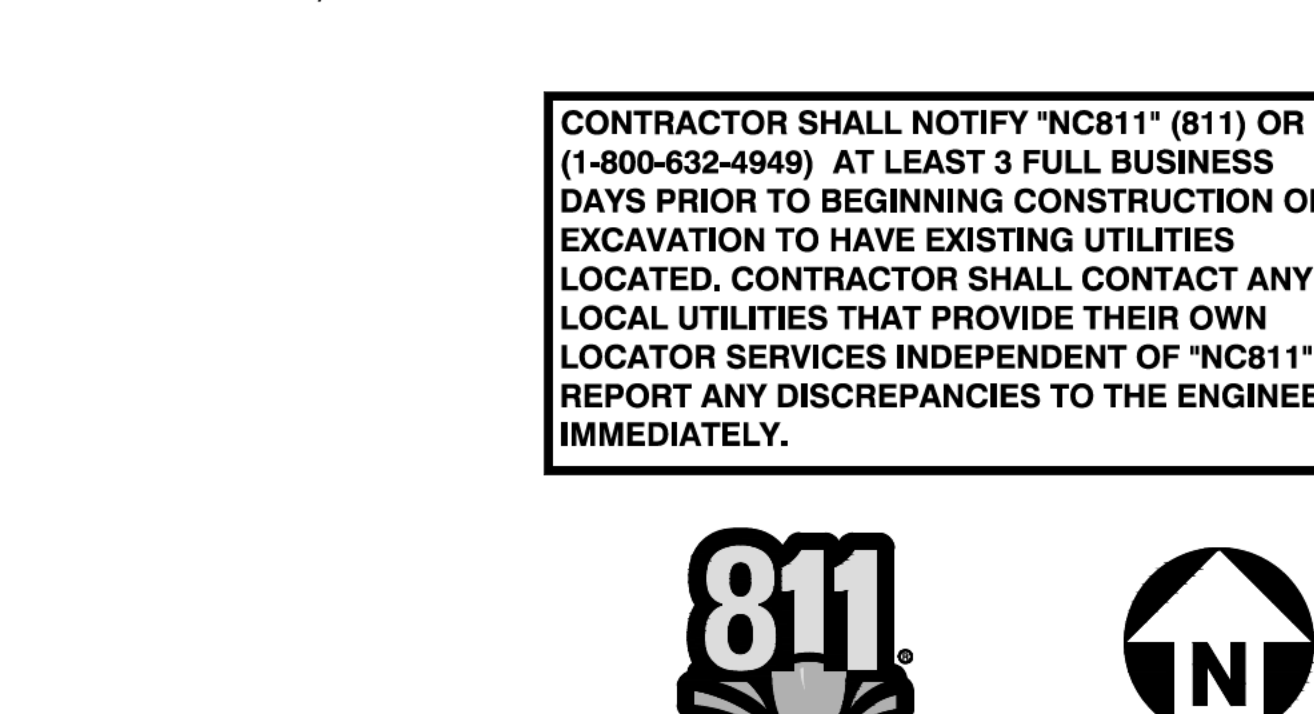 CONTRACTOR SHALL NOTIFY "NC811" (811) OR
(1-800-632-4949) AT LEAST 3 FULL BUSINESS
DAYS PRIOR TO BEGINNING CONSTRUCTION
EXCAVATION TO HAVE EXISTING UTILITIES
LOCATED. CONTRACTOR SHALL CONTACT ANY
LOCAL UTILITIES THAT PROVIDE THEIR OWN
LOCATOR SERVICES INDEPENDENT OF "NC811"
REPORT ANY DISCREPANCIES TO THE
IMMEDIATELY.
811®
N